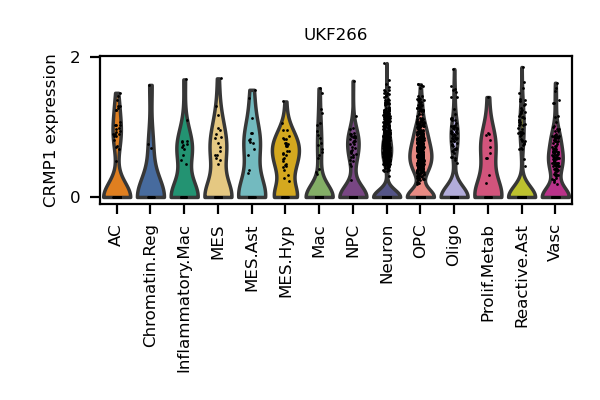 UKF266
CRMP1 expression
2
0
AC
Chromatin.Reg
Inflammatory.Mac
MES
MES.Ast
MES.Hyp
Mac
NPC
Neuron
OPC
Oligo
Prolif.Metab
Reactive.Ast
Vasc